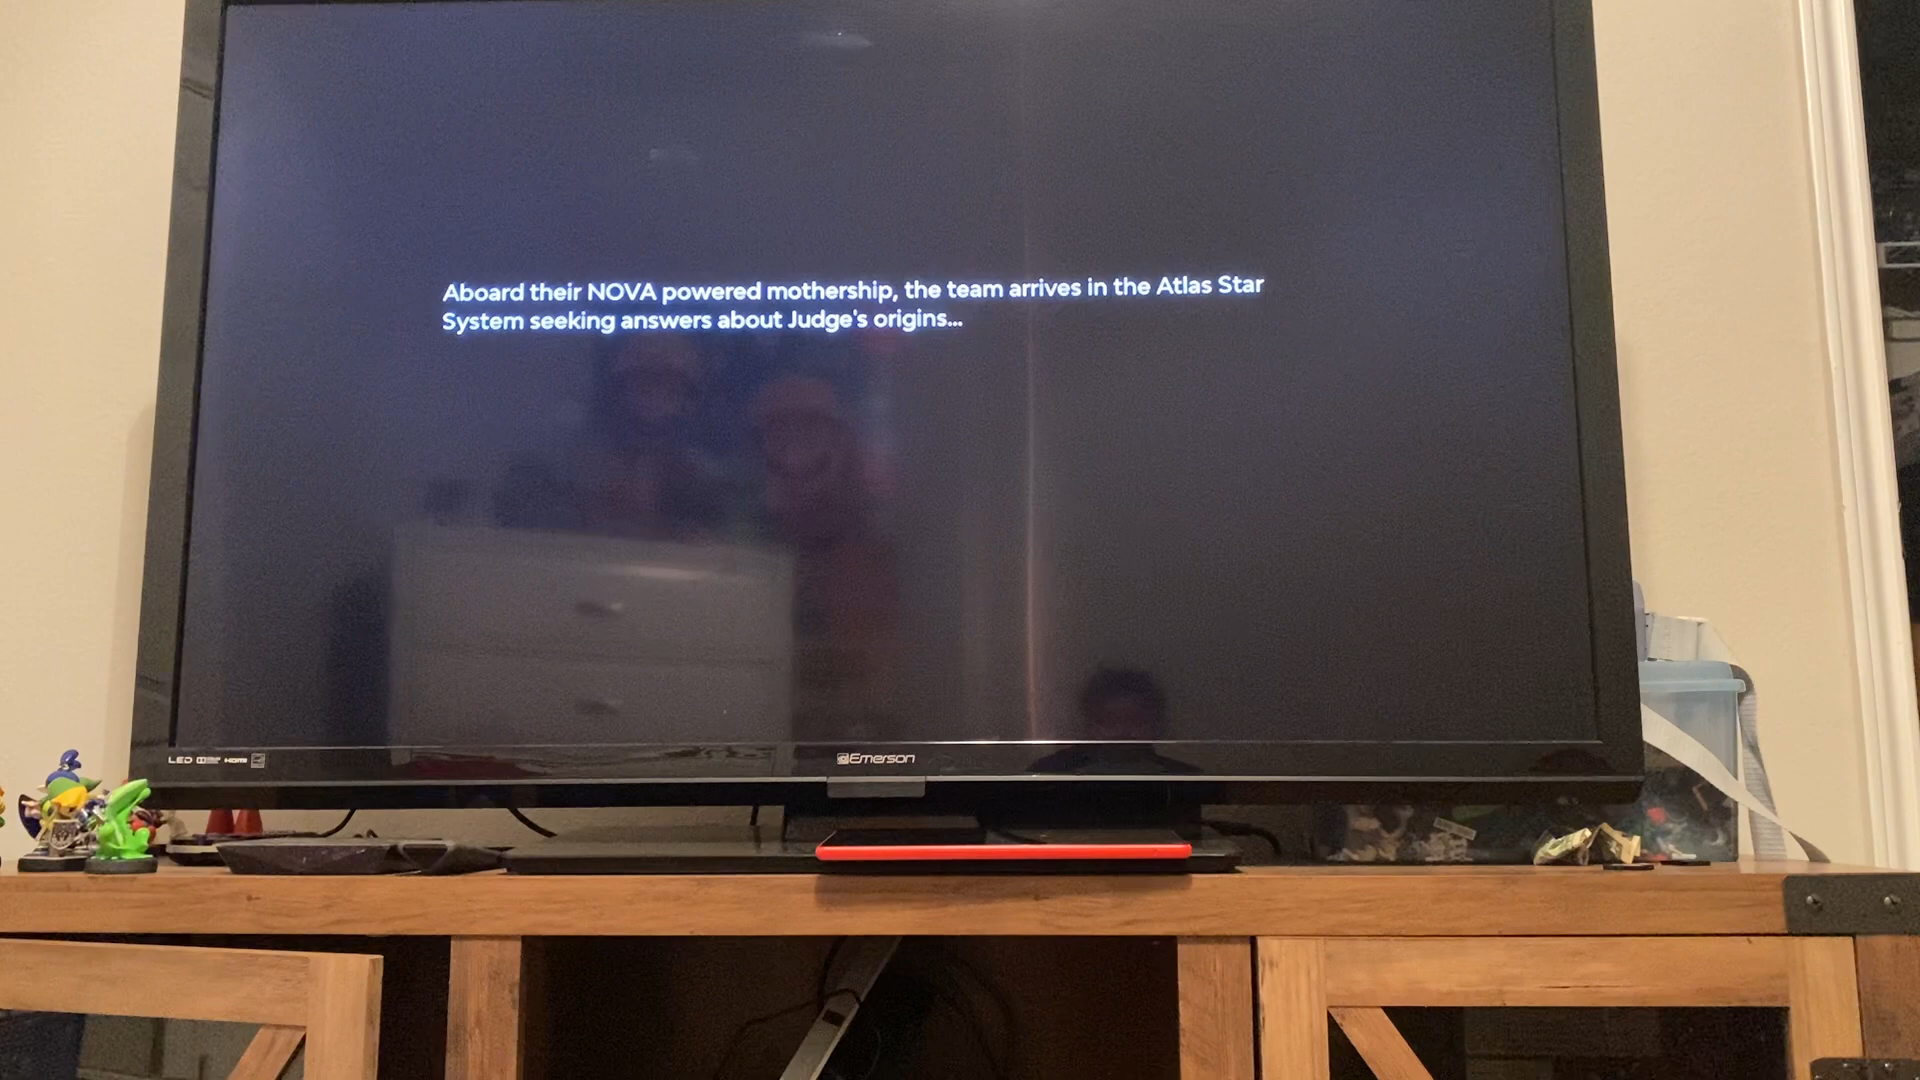 Aboard their NOVA powered mothership, the team arrives in the Atlas Star
System seeking answers about Judge's origins...
LED HDMI
Emerson